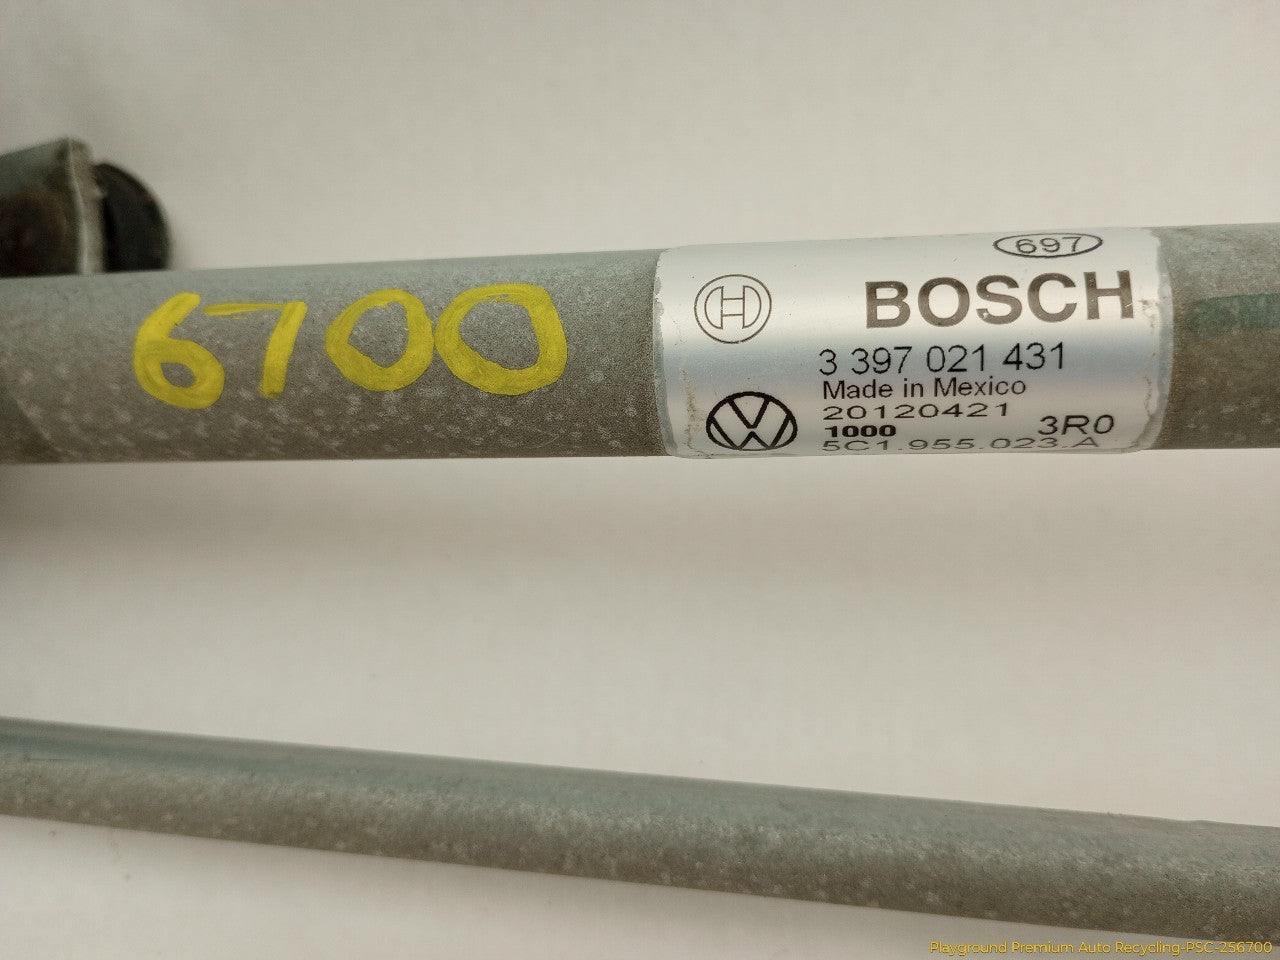 6700
697
BOSCH
3 397 021 431
Made in Mexico
20120421
1000 3R0
5C1.955.023.A
Playground Premium Auto Recycling-PSC-256700